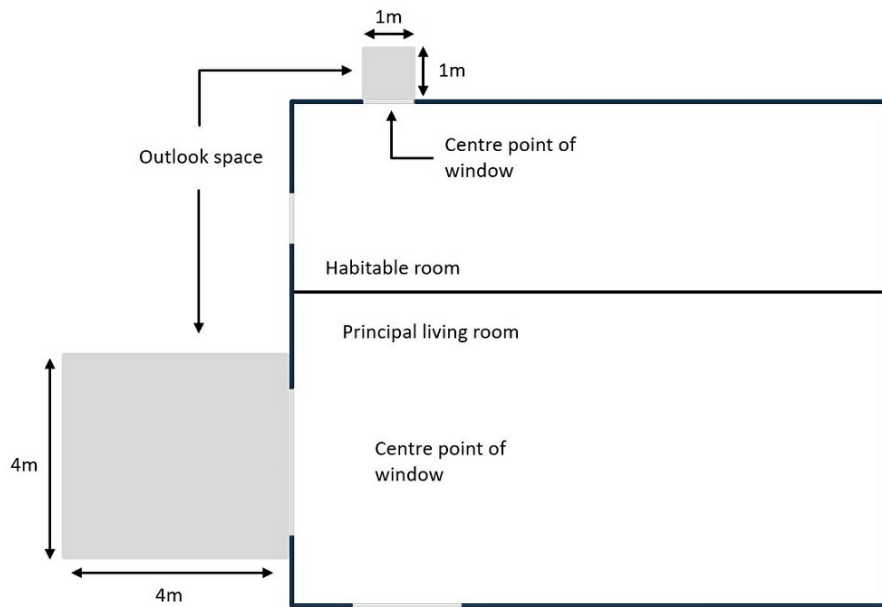 1m
1m
Centre point of
window
Outlook space
Habitable room
Principal living room
Centre point of
window
4m
4m